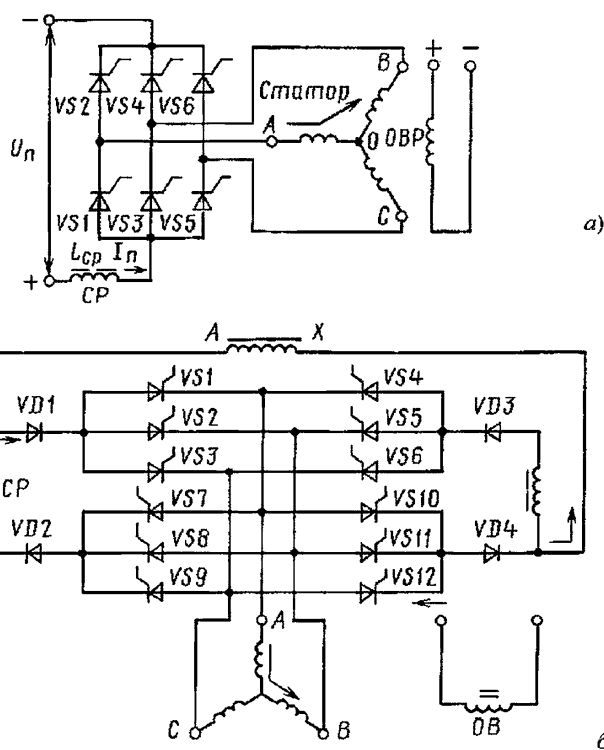 − + −
VS2 VS4 VS6
Статор B
A
Uп
O ОВР
VS1 VS3 VS5
C
а)
Lср Iп
+
СР
A X
VS1 VS4
VD1 VS2 VS5 VD3
VS3 VS6
СР
VS7 VS10
VD2 VS8 VS11 VD4
VS9 VS12
A
C B
ОВ
б